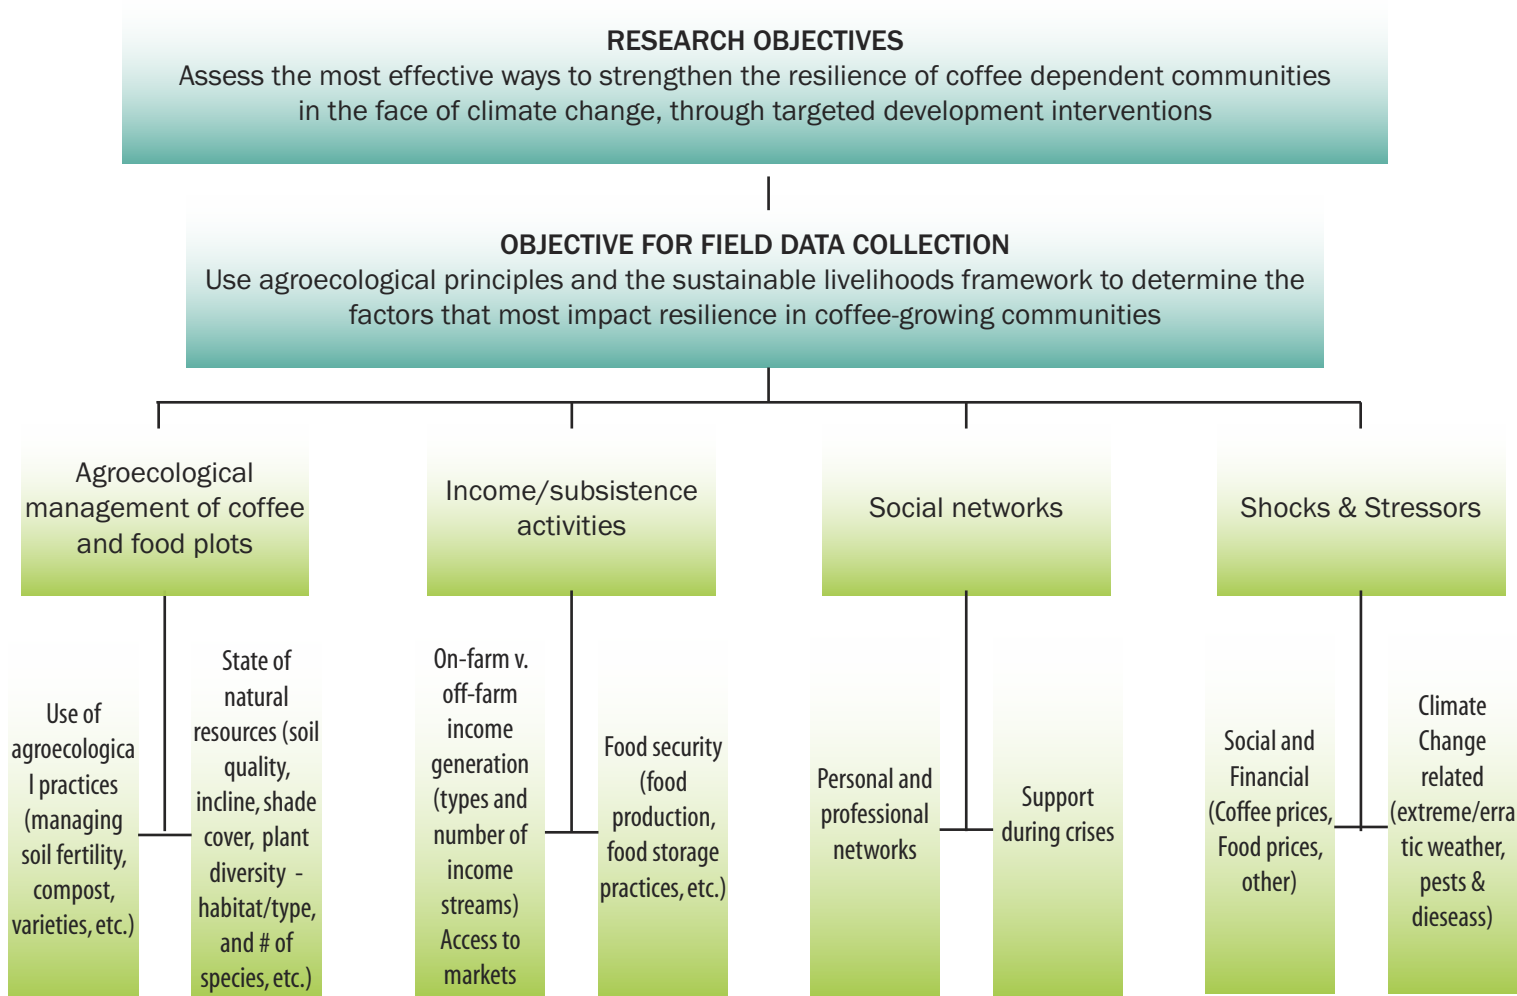 RESEARCH OBJECTIVES
Assess the most effective ways to strengthen the resilience of coffee dependent communities
in the face of climate change, through targeted development interventions
OBJECTIVE FOR FIELD DATA COLLECTION
Use agroecological principles and the sustainable livelihoods framework to determine the
factors that most impact resilience in coffee-growing communities
Agroecological
management of coffee
and food plots
Income/subsistence
activities
Social networks
Shocks & Stressors
Use of
agroecologica
l practices
(managing
soil fertility,
compost,
varieties, etc.)
State of
natural
resources (soil
quality,
incline, shade
cover, plant
diversity -
habitat/type,
and # of
species, etc.)
On-farm v.
off-farm
income
generation
(types and
number of
income
streams)
Access to
markets
Food security
(food
production,
food storage
practices, etc.)
Personal and
professional
networks
Support
during crises
Social and
Financial
(Coffee prices,
Food prices,
other)
Climate
Change
related
(extreme/erra
tic weather,
pests &
dieseass)